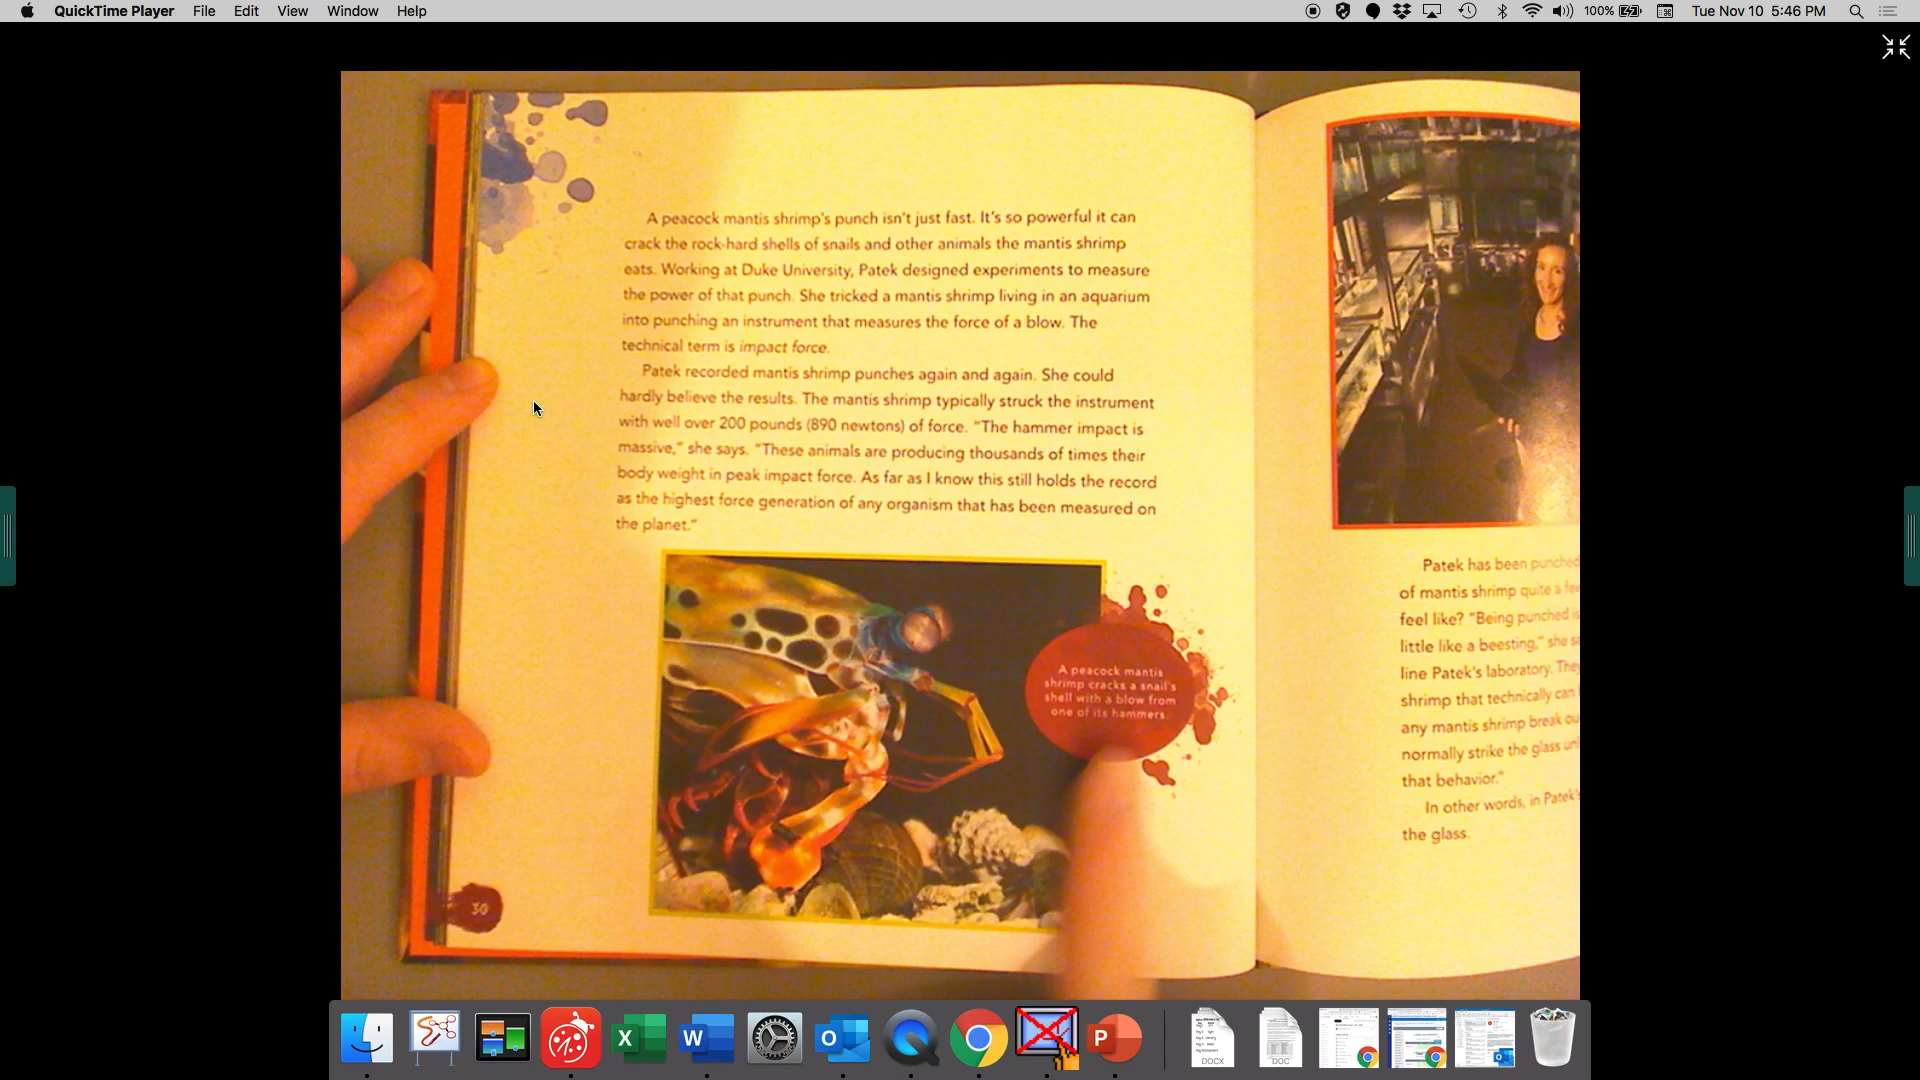 QuickTime Player File Edit View Window Help 100% Tue Nov 10 5:46 PM
A peacock mantis shrimp's punch isn't just fast. It's so powerful it can
crack the rock-hard shells of snails and other animals the mantis shrimp
eats. Working at Duke University, Patek designed experiments to measure
the power of that punch. She tricked a mantis shrimp living in an aquarium
into punching an instrument that measures the force of a blow. The
technical term is impact force.
Patek recorded mantis shrimp punches again and again. She could
hardly believe the results. The mantis shrimp typically struck the instrument
with well over 200 pounds (890 newtons) of force. "The hammer impact is
massive," she says. "These animals are producing thousands of times their
body weight in peak impact force. As far as I know this still holds the record
as the highest force generation of any organism that has been measured on
the planet."
A peacock mantis
shrimp cracks a snail's
shell with a blow from
one of its hammers.
30
Patek has been punched
of mantis shrimp quite a
feel like? "Being punched
little like a beesting," she
line Patek's laboratory.
shrimp that technically can
any mantis shrimp break
normally strike the glass
that behavior."
In other words, in Patek's
the glass.
X W O P DOCX DOC